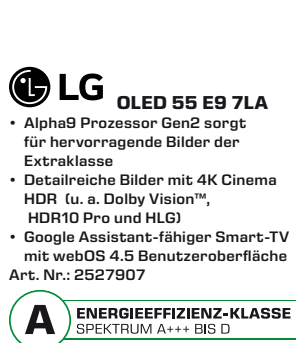 LG
OLED 55 E9 7LA
• Alpha9 Prozessor Gen2 sorgt
für hervorragende Bilder der
Extraklasse
• Detailreiche Bilder mit 4K Cinema
HDR (u. a. Dolby Vision™,
HDR10 Pro und HLG)
• Google Assistant-fähiger Smart-TV
mit webOS 4.5 Benutzeroberfläche
Art. Nr.: 2527907
A ENERGIEEFFIZIENZ-KLASSE
SPEKTRUM A+++ BIS D